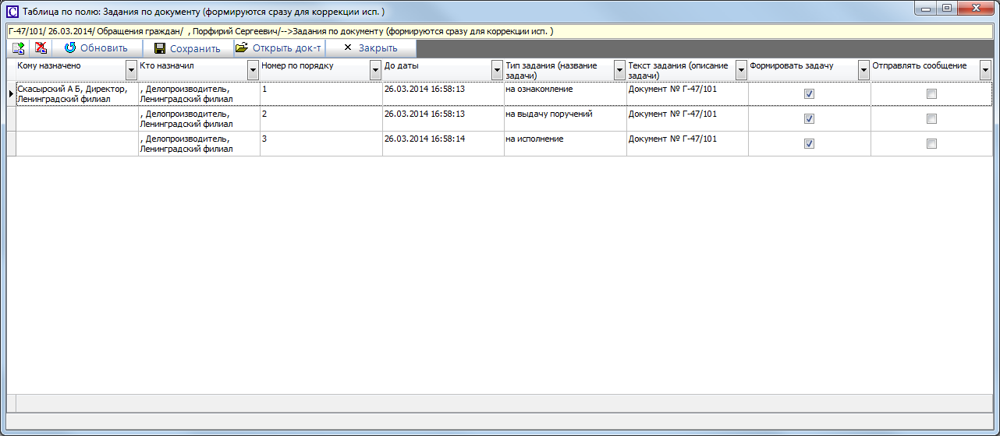 Таблица по полю: Задания по документу (формируются сразу для коррекции исп. )
Г-47/101/ 26.03.2014/ Обращения граждан/ , Порфирий Сергеевич/-->Задания по документу (формируются сразу для коррекции исп. )
Обновить Сохранить Открыть док-т Закрыть
Кому назначено Кто назначил Номер по порядку До даты Тип задания (название задачи) Текст задания (описание задачи) Формировать задачу Отправлять сообщение
Скасырский А Б, Директор, Ленинградский филиал , Делопроизводитель, Ленинградский филиал 1 26.03.2014 16:58:13 на ознакомление Документ № Г-47/101
, Делопроизводитель, Ленинградский филиал 2 26.03.2014 16:58:13 на выдачу поручений Документ № Г-47/101
, Делопроизводитель, Ленинградский филиал 3 26.03.2014 16:58:14 на исполнение Документ № Г-47/101